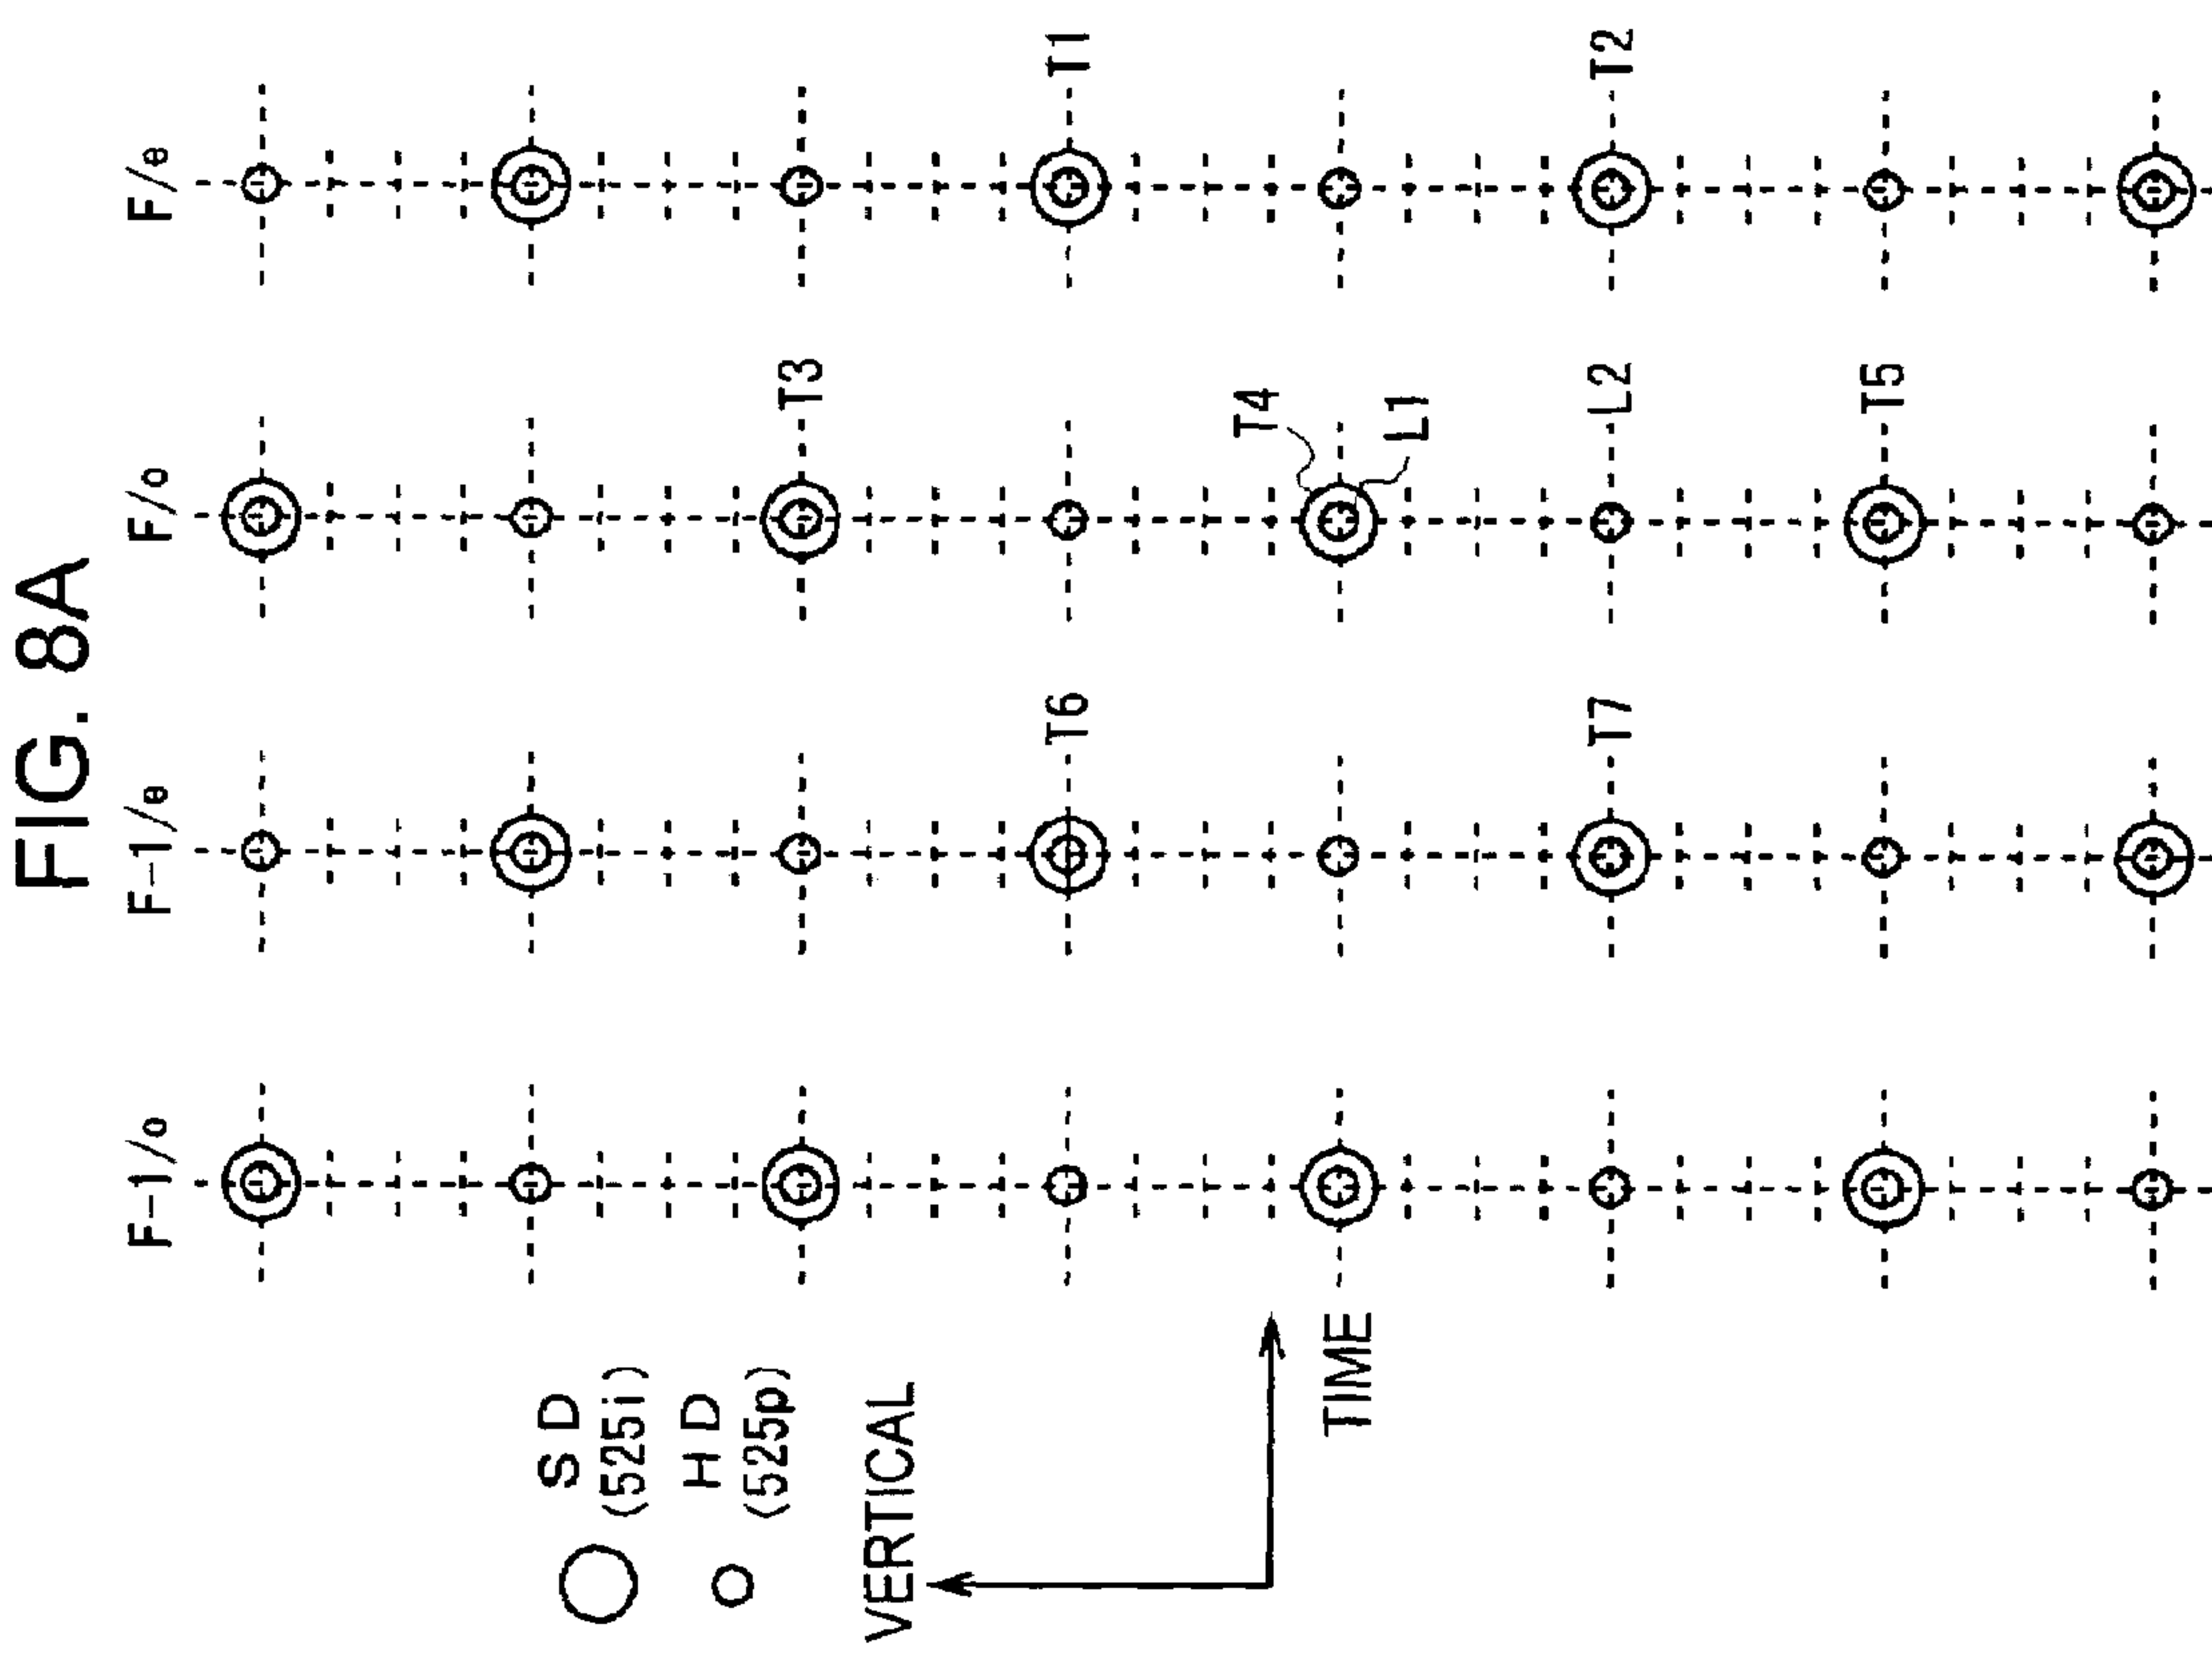 FIG. 8A
F-1/o
F-1/e
F/o
F/e
T3
T6
T1
T4
L1
T7
L2
T2
T5
SD
(525i)
HD
(525p)
VERTICAL
TIME